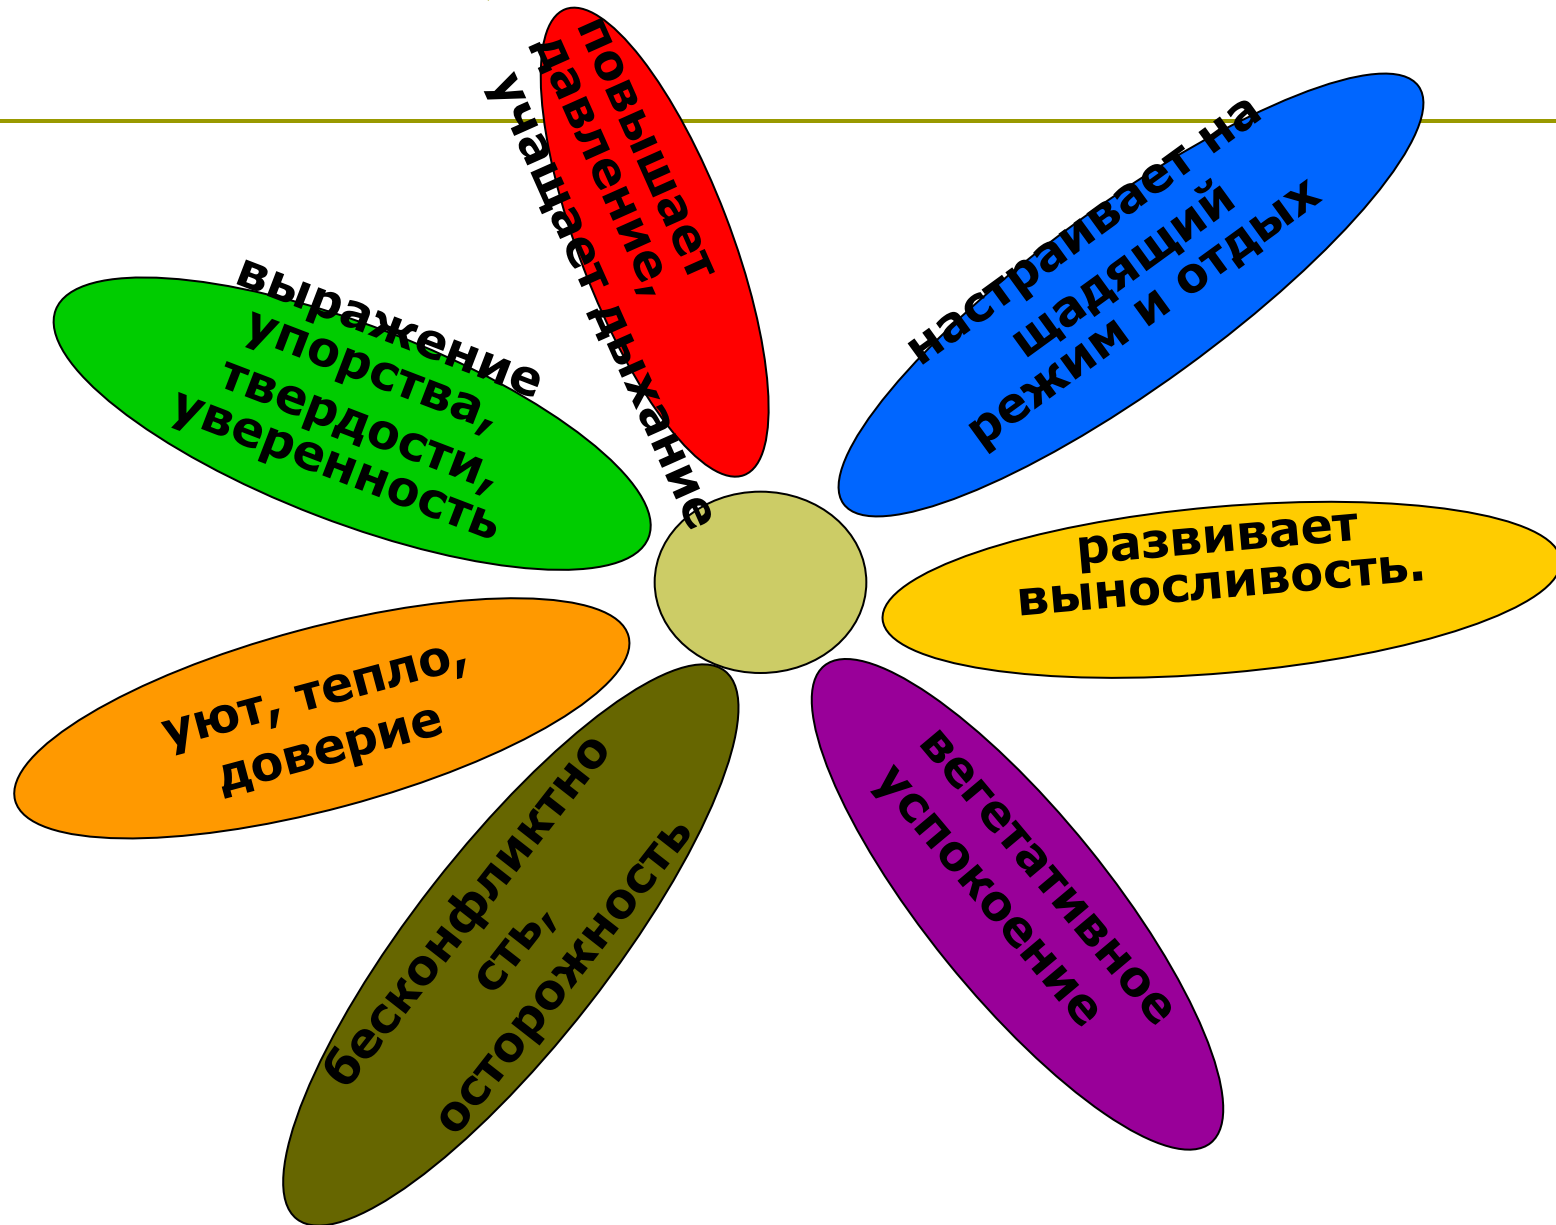 повышает
давление,
учащает дыхание
настраивает на
щадящий
режим и отдых
выражение
упорства,
твердости,
уверенность
развивает
выносливость.
уют, тепло,
доверие
бесконфликтно
сть,
осторожность
вегетативное
успокоение